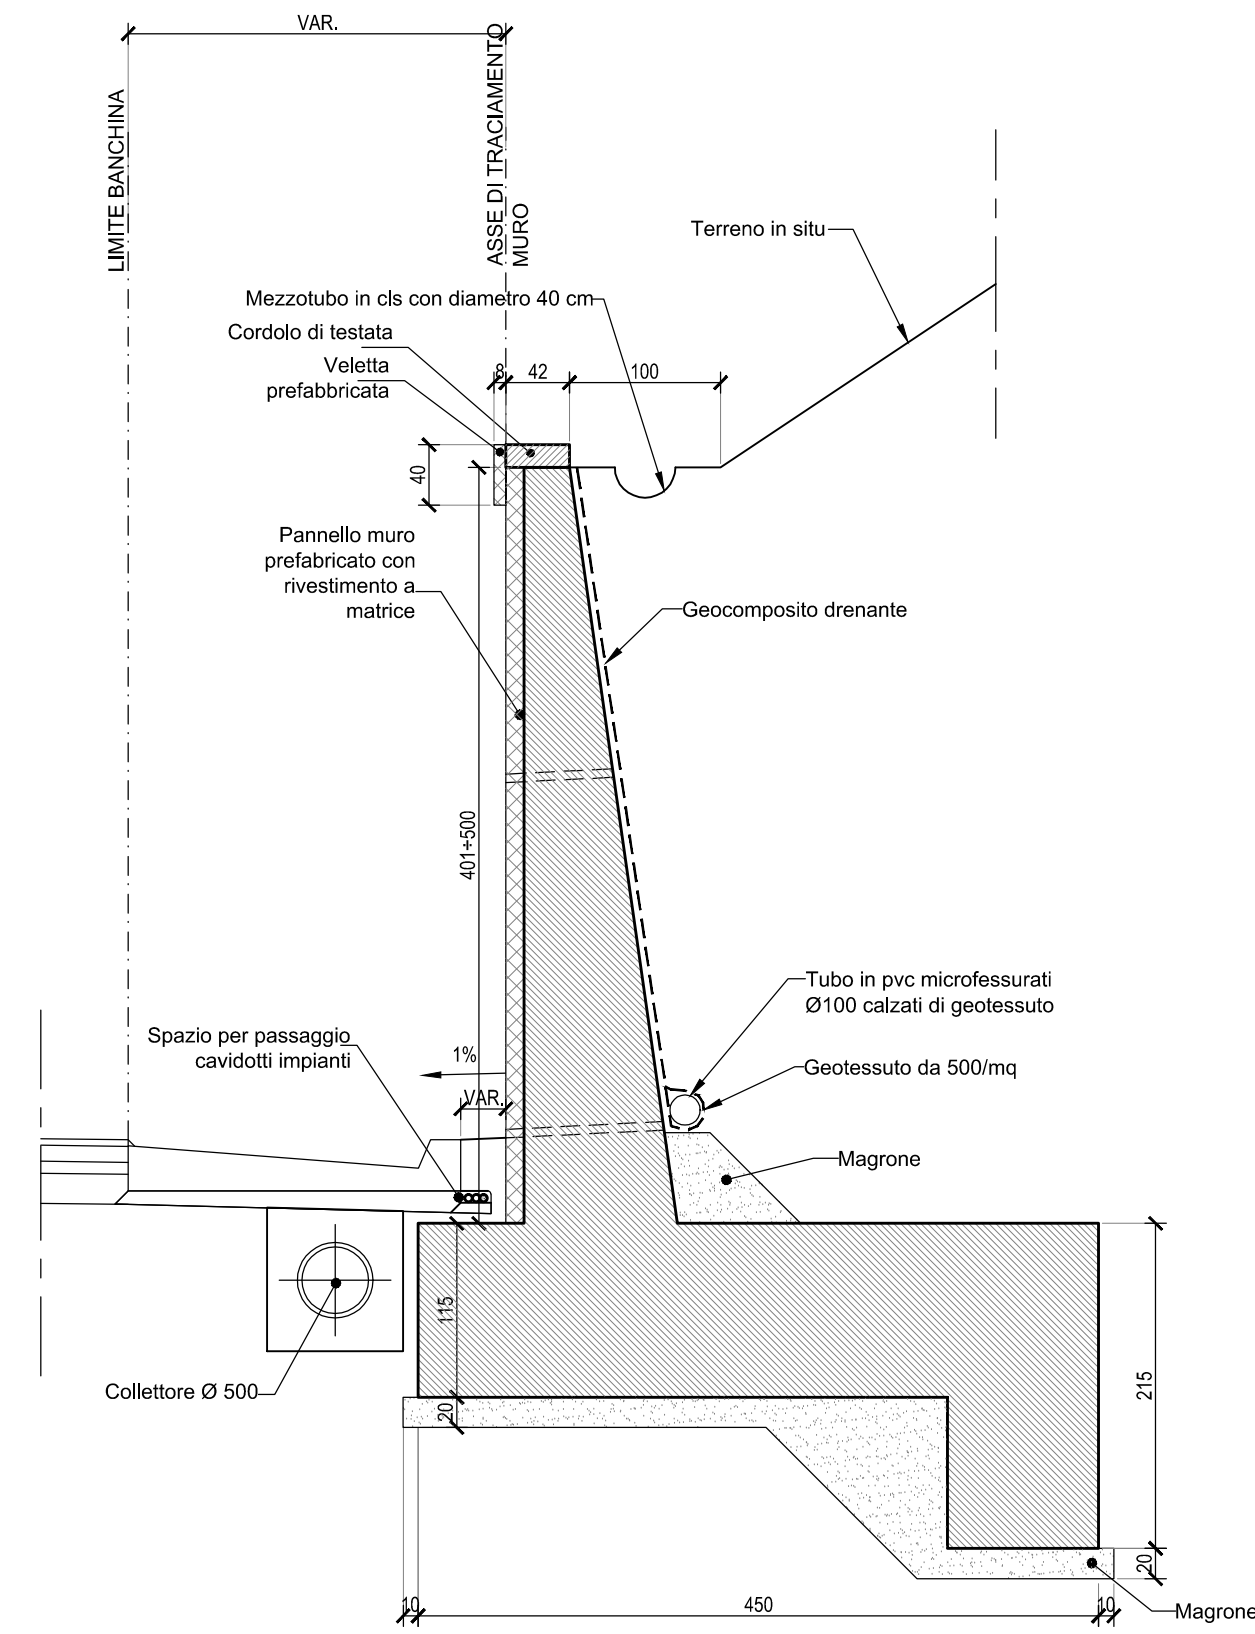 VAR.
LIMITE BANCHINA
ASSE DI TRACIAMENTO
MURO
Terreno in situ
Mezzotubo in cls con diametro 40 cm
Cordolo di testata
Veletta
prefabbricata
8
42
100
40
Pannello muro
prefabricato con
rivestimento a
matrice
Geocomposito drenante
401÷500
Tubo in pvc microfessurati
Ø100 calzati di geotessuto
Spazio per passaggio
cavidotti impianti
1%
Geotessuto da 500/mq
VAR.
Magrone
115
Collettore Ø 500
20
215
20
10
450
10
Magrone